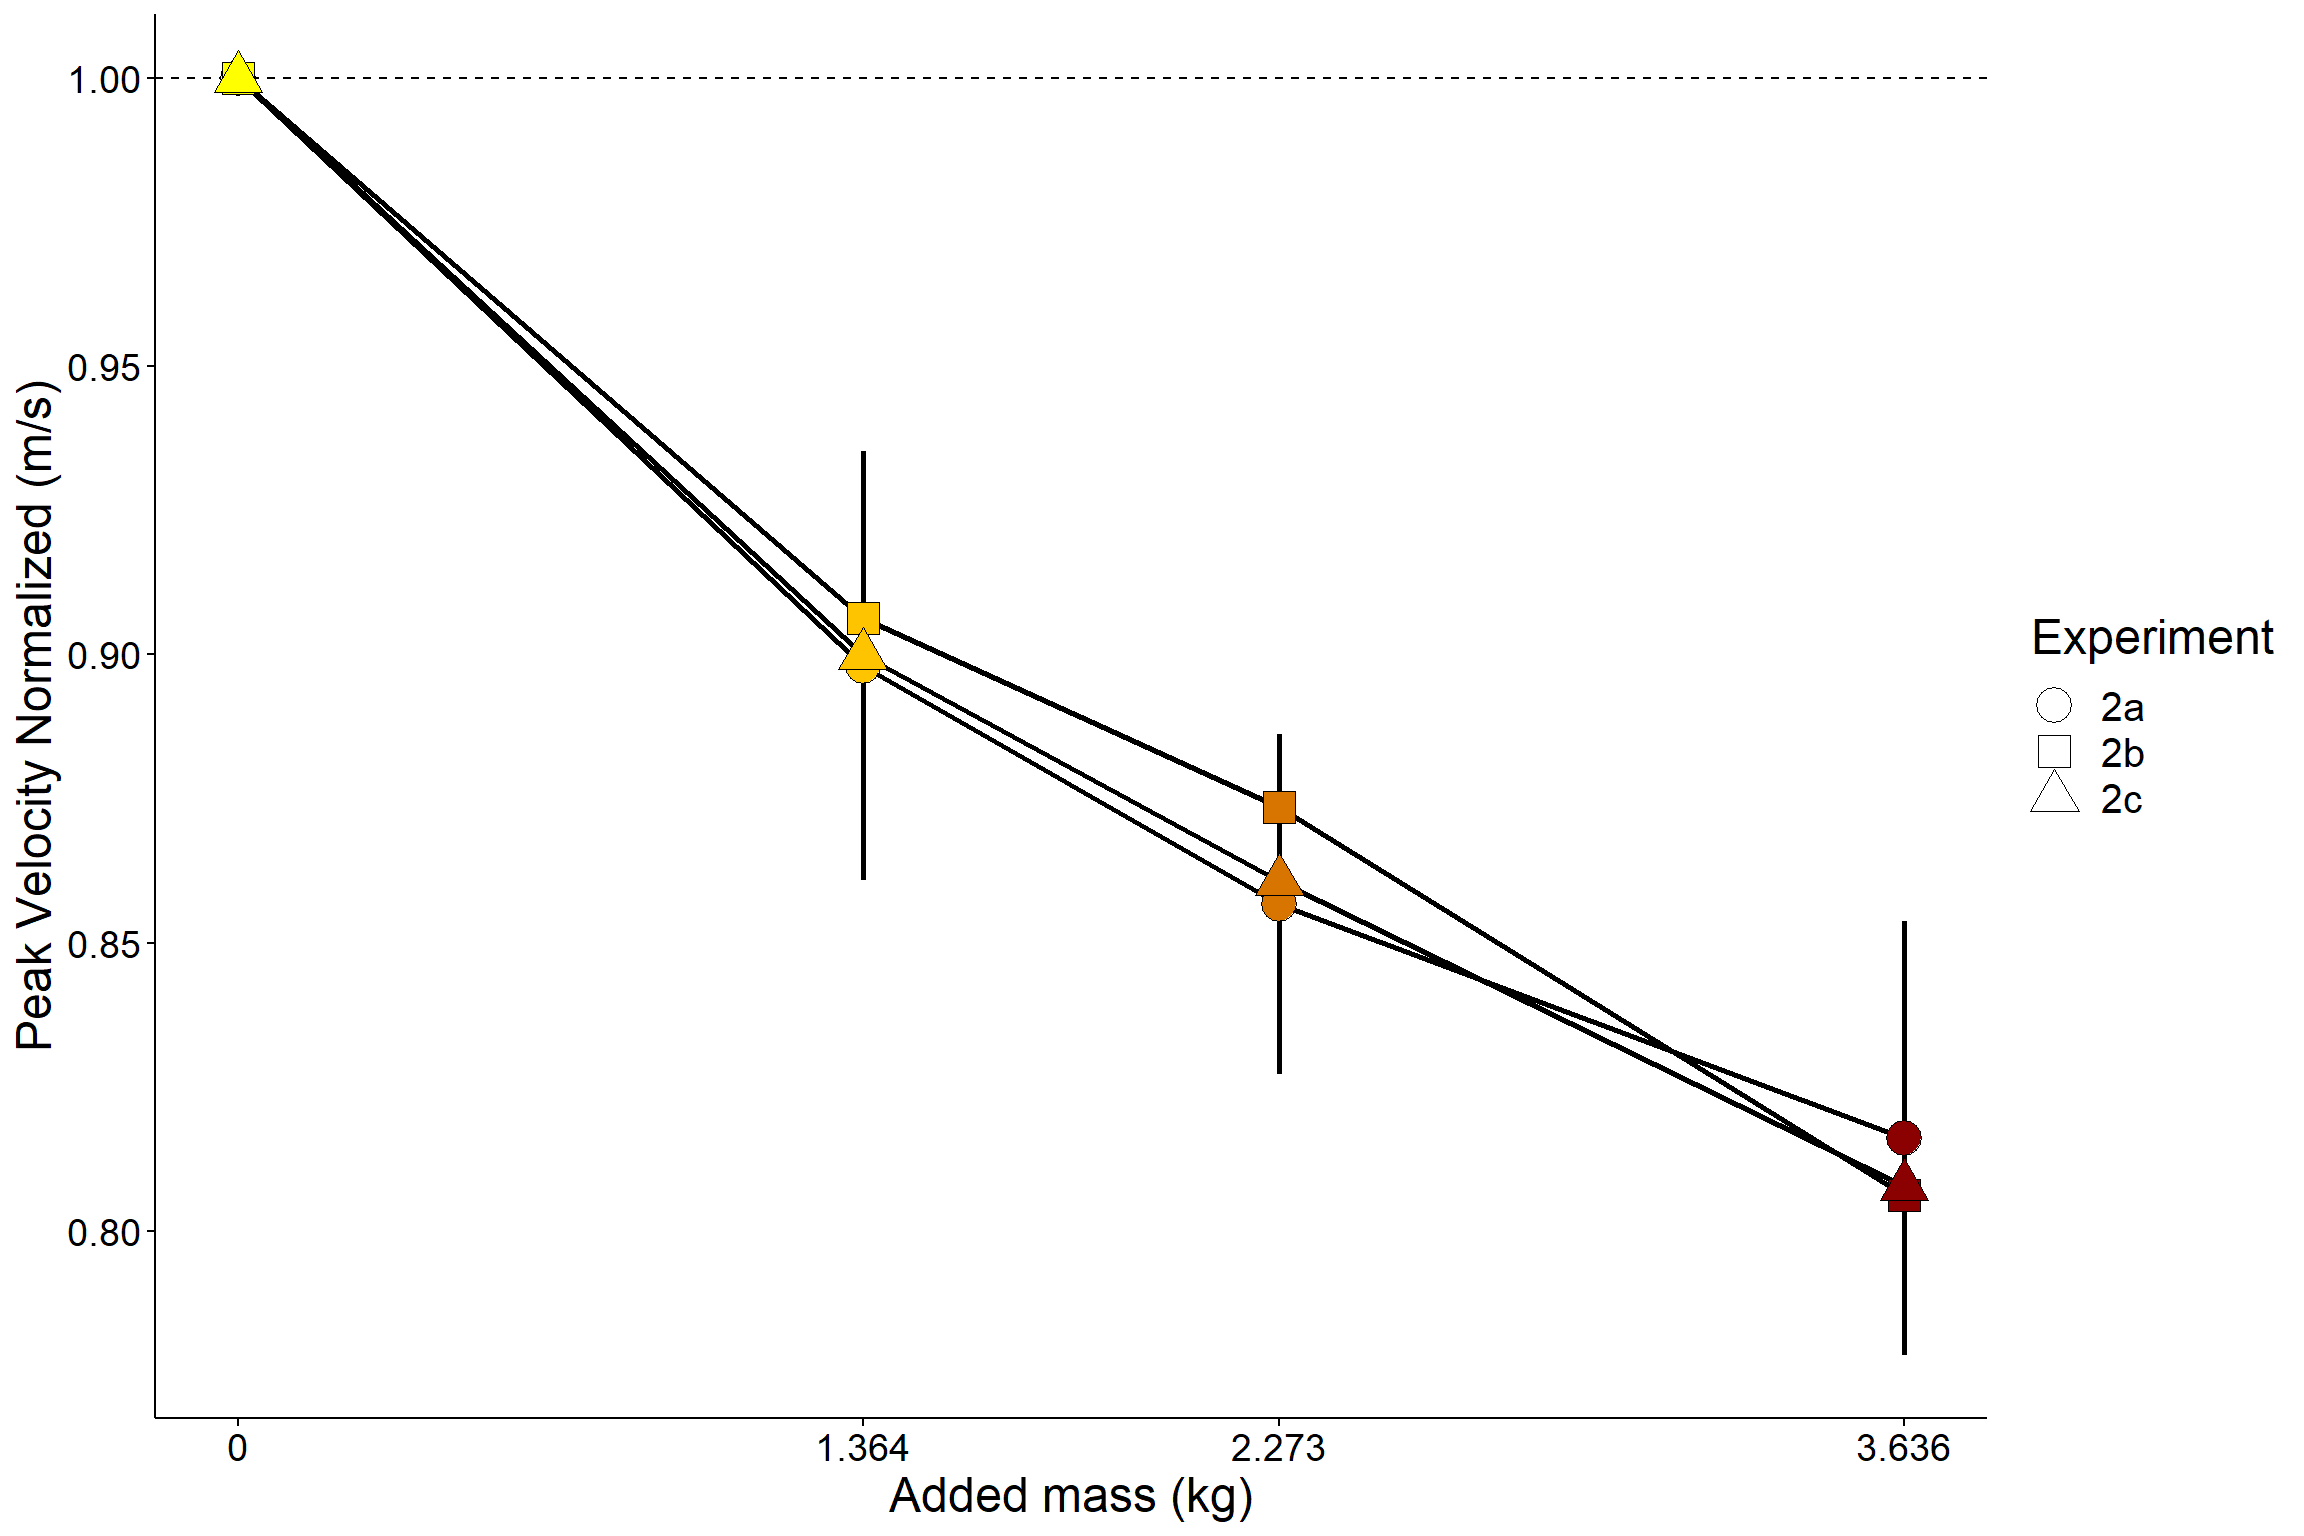 Peak Velocity Normalized (m/s)
1.00
0.95
0.90
0.85
0.80
0
1.364
2.273
3.636
Added mass (kg)
Experiment
2a
2b
2c